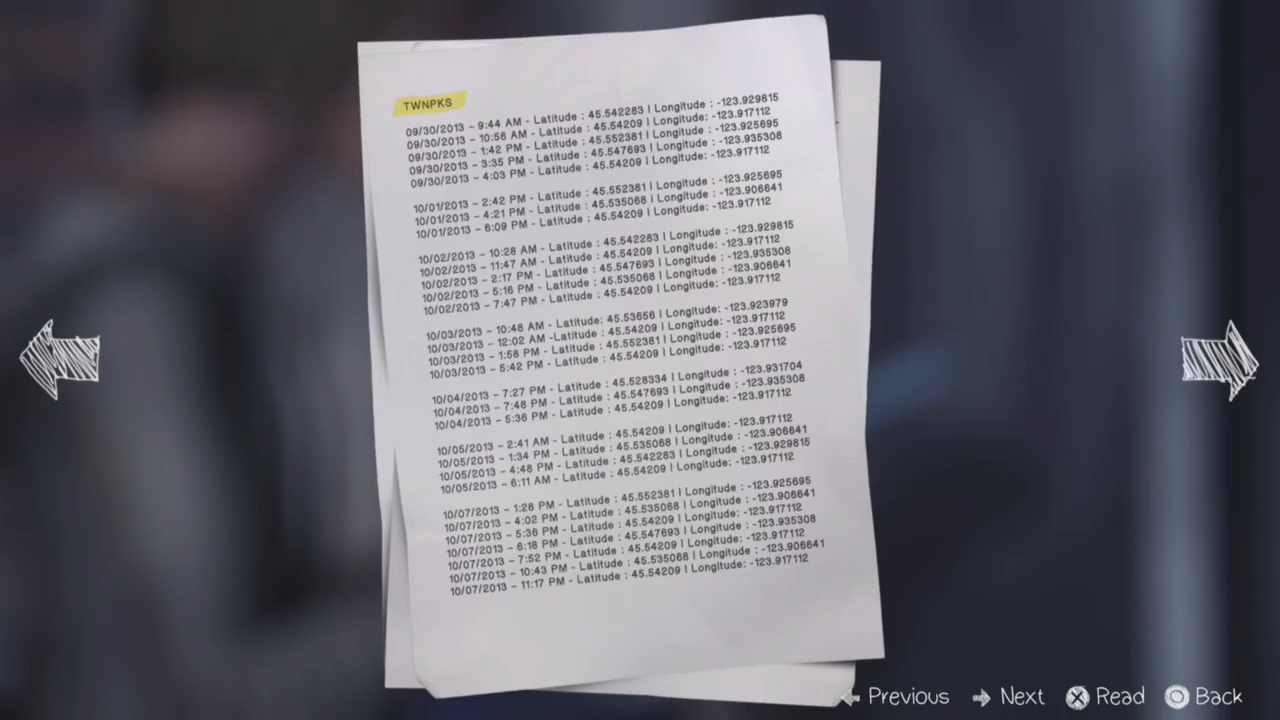 TWNPKS
09/30/2013 - 9:44 AM - Latitude : 45.542283 | Longitude : -123.929815
09/30/2013 - 10:56 AM - Latitude : 45.54209 | Longitude: -123.917112
09/30/2013 - 1:42 PM - Latitude : 45.552381 | Longitude : -123.925695
09/30/2013 - 3:35 PM - Latitude : 45.547693 | Longitude : -123.935308
09/30/2013 - 4:03 PM - Latitude : 45.54209 | Longitude: -123.917112
10/01/2013 - 2:42 PM - Latitude : 45.552381 | Longitude : -123.925695
10/01/2013 - 4:21 PM - Latitude : 45.535068 | Longitude : -123.906641
10/01/2013 - 6:09 PM - Latitude : 45.54209 | Longitude: -123.917112
10/02/2013 - 10:28 AM - Latitude : 45.542283 | Longitude : -123.929815
10/02/2013 - 11:47 AM - Latitude : 45.54209 | Longitude: -123.917112
10/02/2013 - 2:17 PM - Latitude : 45.547693 | Longitude : -123.935308
10/02/2013 - 5:16 PM - Latitude : 45.535068 | Longitude : -123.906641
10/02/2013 - 7:47 PM - Latitude : 45.54209 | Longitude: -123.917112
10/03/2013 - 10:48 AM - Latitude: 45.53656 | Longitude: -123.923979
10/03/2013 - 12:02 AM -Latitude : 45.54209 | Longitude: -123.917112
10/03/2013 - 1:58 PM - Latitude : 45.552381 | Longitude : -123.925695
10/03/2013 - 5:42 PM - Latitude : 45.54209 | Longitude: -123.917112
10/04/2013 - 7:27 PM - Latitude : 45.528334 | Longitude : -123.931704
10/04/2013 - 7:48 PM - Latitude : 45.547693 | Longitude : -123.935308
10/04/2013 - 5:36 PM - Latitude : 45.54209 | Longitude: -123.917112
10/05/2013 - 2:41 AM - Latitude : 45.54209 | Longitude: -123.917112
10/05/2013 - 1:34 PM - Latitude : 45.535068 | Longitude : -123.906641
10/05/2013 - 4:48 PM - Latitude : 45.542283 | Longitude : -123.929815
10/05/2013 - 6:11 AM - Latitude : 45.54209 | Longitude: -123.917112
10/07/2013 - 1:28 PM - Latitude : 45.552381 | Longitude : -123.925695
10/07/2013 - 4:02 PM - Latitude : 45.535068 | Longitude : -123.906641
10/07/2013 - 5:36 PM - Latitude : 45.54209 | Longitude: -123.917112
10/07/2013 - 6:18 PM - Latitude : 45.547693 | Longitude : -123.935308
10/07/2013 - 7:52 PM - Latitude : 45.54209 | Longitude: -123.917112
10/07/2013 - 10:43 PM - Latitude : 45.535068 | Longitude : -123.906641
10/07/2013 - 11:17 PM - Latitude : 45.54209 | Longitude: -123.917112
Previous Next Read Back